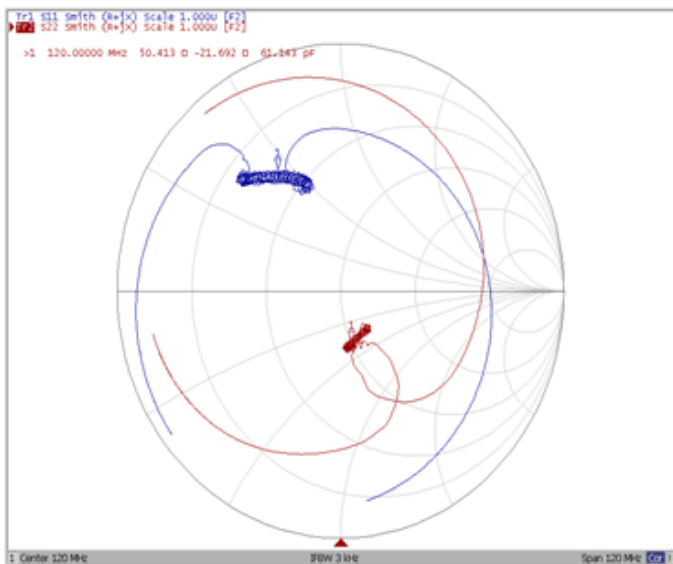 Tr1 S11 Smith (R+jX) Scale 1.000U [F2]
Tr2 S22 Smith (R+jX) Scale 1.000U [F2]
>1 120.00000 MHz 50.413 Ω -21.692 Ω 61.143 pF
1 Center 120 MHz IFBW 3 kHz Span 120 MHz Cor